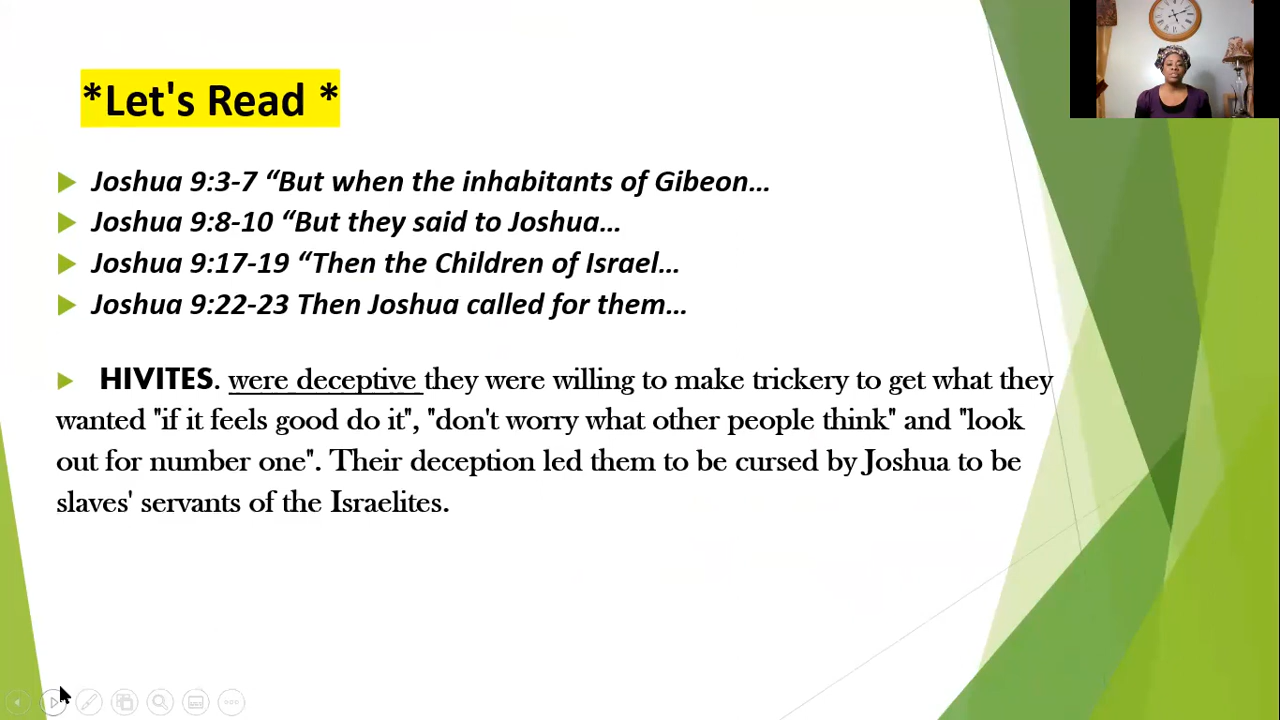 *Let's Read *
Joshua 9:3-7 “But when the inhabitants of Gibeon...
Joshua 9:8-10 “But they said to Joshua...
Joshua 9:17-19 “Then the Children of Israel...
Joshua 9:22-23 Then Joshua called for them...
HIVITES. were deceptive they were willing to make trickery to get what they
wanted "if it feels good do it", "don't worry what other people think" and "look
out for number one". Their deception led them to be cursed by Joshua to be
slaves' servants of the Israelites.